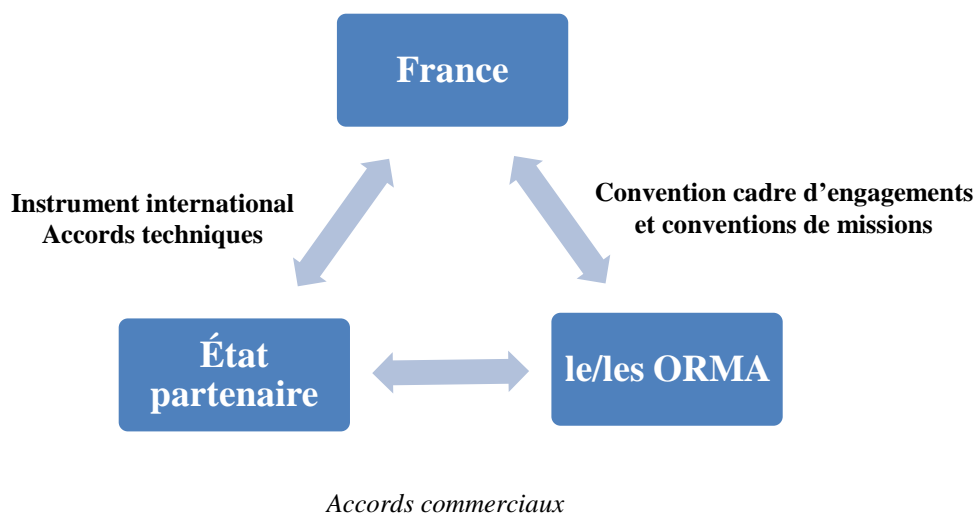 France
Instrument international
Accords techniques
Convention cadre d’engagements
et conventions de missions
État
partenaire
le/les ORMA
Accords commerciaux